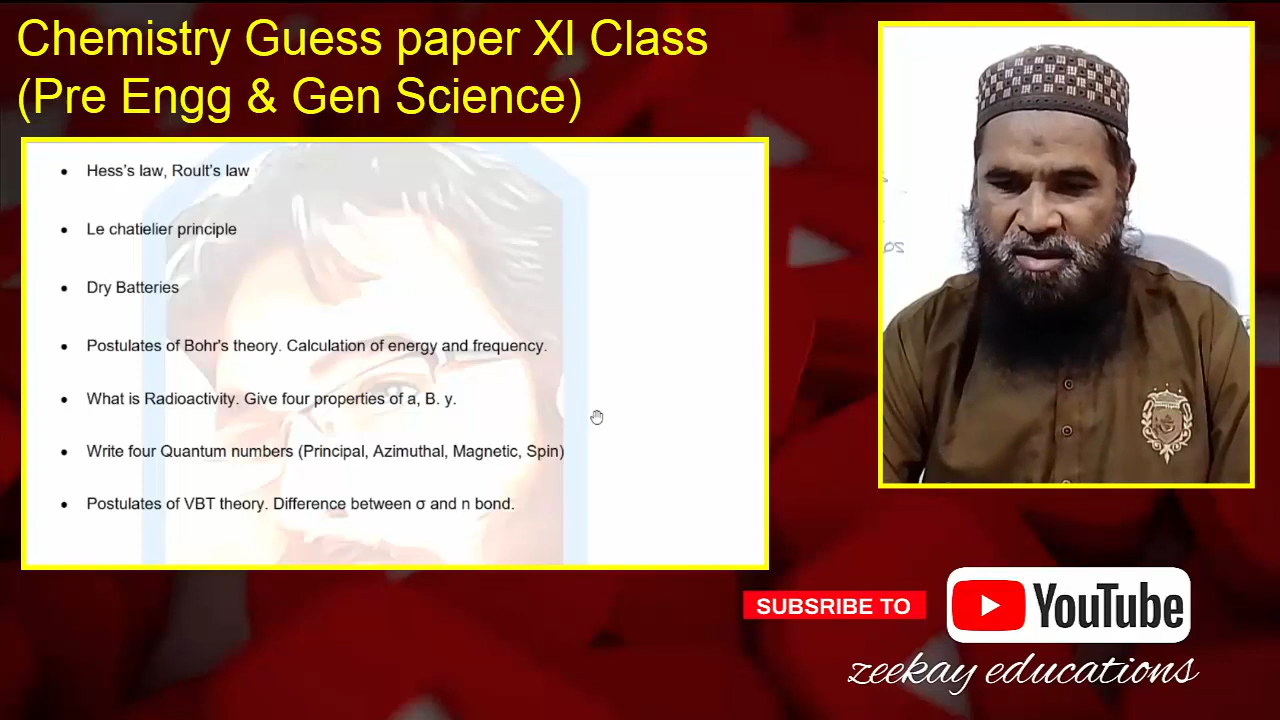 Chemistry Guess paper XI Class
(Pre Engg & Gen Science)
• Hess's law, Roult's law
• Le chatielier principle
• Dry Batteries
• Postulates of Bohr's theory. Calculation of energy and frequency.
• What is Radioactivity. Give four properties of a, B. y.
• Write four Quantum numbers (Principal, Azimuthal, Magnetic, Spin)
• Postulates of VBT theory. Difference between σ and n bond.
SUBSRIBE TO
YouTube
zeekay educations